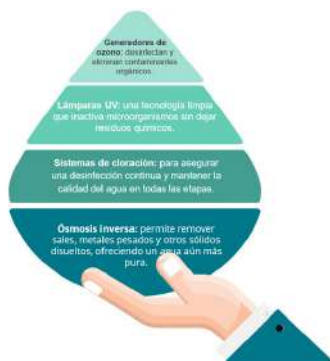 Generadores de
ozono: desinfectan y
eliminan contaminantes
orgánicos.
Lámparas UV: una tecnología limpia
que inactiva microorganismos sin dejar
residuos químicos.
Sistemas de cloración: para asegurar
una desinfección continua y mantener la
calidad del agua en todas las etapas.
Ósmosis inversa: permite remover
sales, metales pesados y otros sólidos
disueltos, ofreciendo un agua aún más
pura.